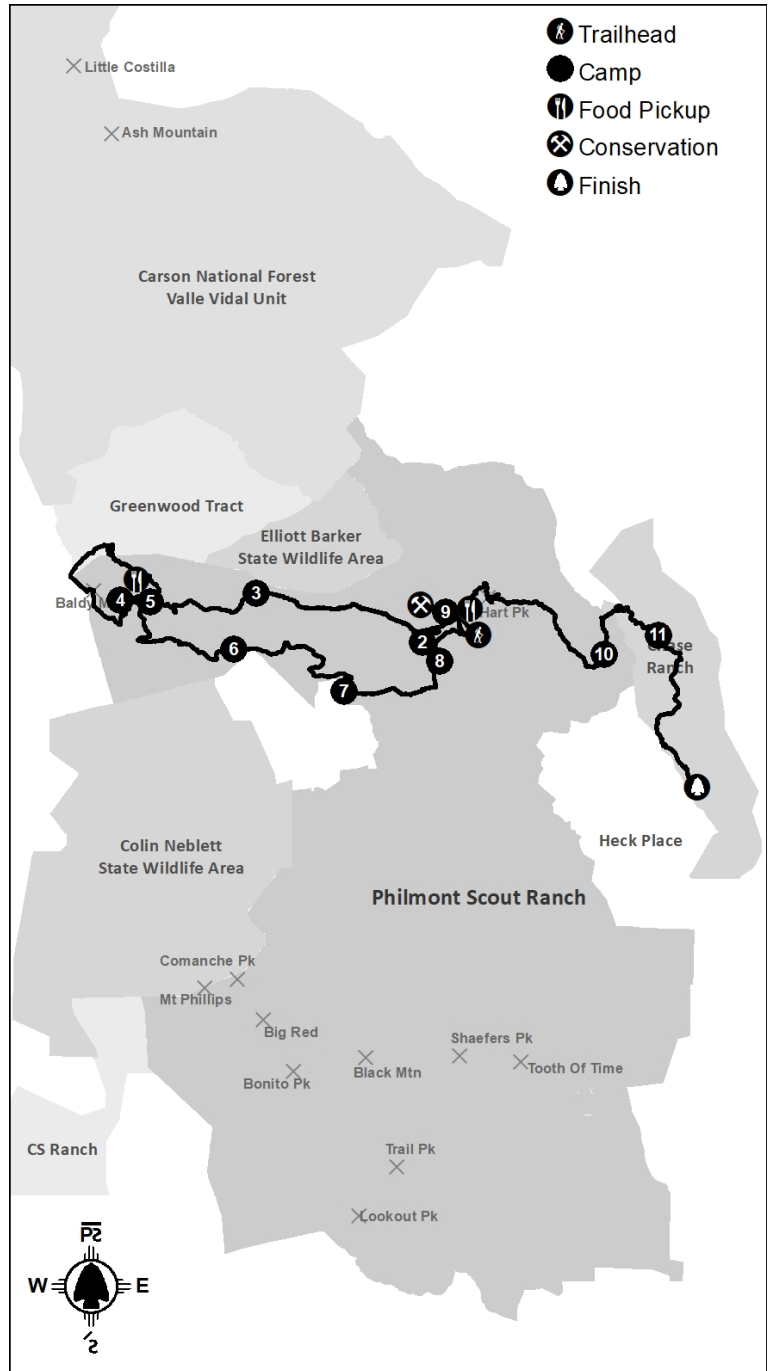 Trailhead
Camp
Food Pickup
Conservation
Finish
Little Costilla
Ash Mountain
Carson National Forest
Valle Vidal Unit
Greenwood Tract
Elliott Barker
State Wildlife Area
Baldy M
4
5
3
6
7
2
8
9
Hart Pk
10
11
Chase
Ranch
Heck Place
Colin Neblett
State Wildlife Area
Philmont Scout Ranch
Comanche Pk
Mt Phillips
Big Red
Bonito Pk
Black Mtn
Shaefers Pk
Tooth Of Time
Trail Pk
Lookout Pk
CS Ranch
W E